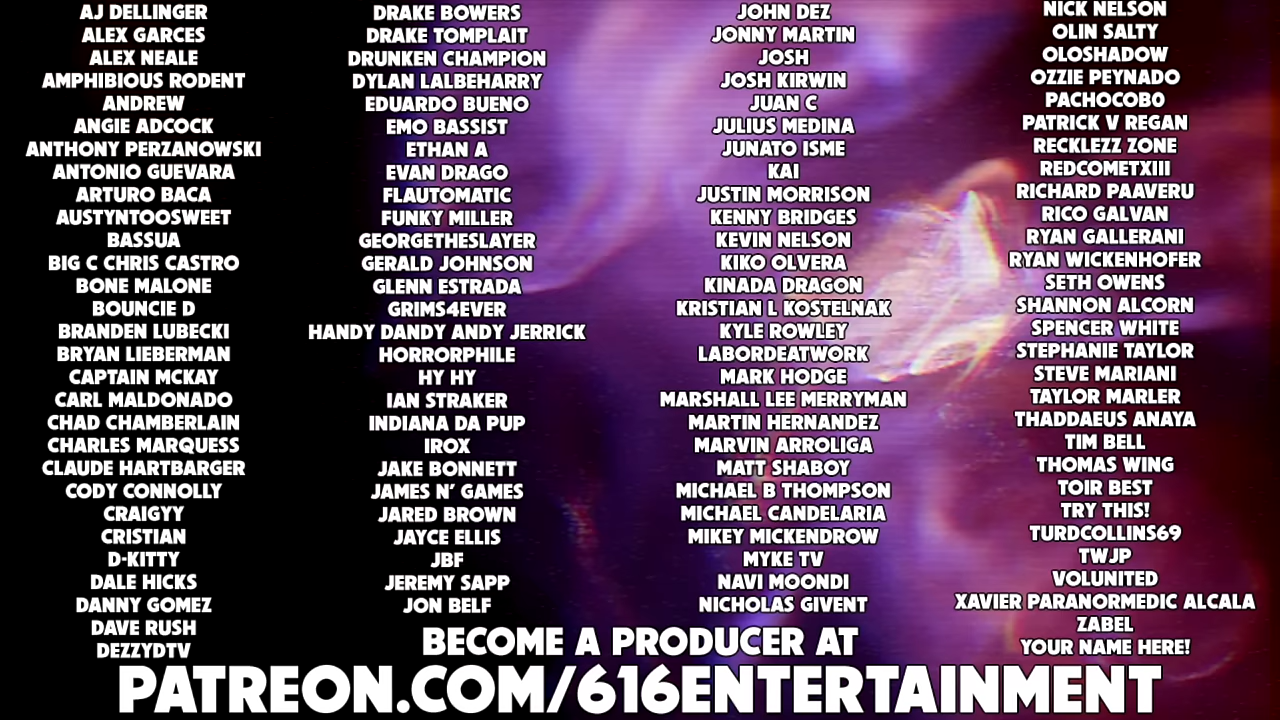 AJ DELLINGER
ALEX GARCES
ALEX NEALE
AMPHIBIOUS RODENT
ANDREW
ANGIE ADCOCK
ANTHONY PERZANOWSKI
ANTONIO GUEVARA
ARTURO BACA
AUSTYNTOOSWEET
BASSUA
BIG C CHRIS CASTRO
BONE MALONE
BOUNCIE D
BRANDEN LUBECKI
BRYAN LIEBERMAN
CAPTAIN MCKAY
CARL MALDONADO
CHAD CHAMBERLAIN
CHARLES MARQUESS
CLAUDE HARTBARGER
CODY CONNOLLY
CRAIGYY
CRISTIAN
D-KITTY
DALE HICKS
DANNY GOMEZ
DAVE RUSH
DEZZYDTV
DRAKE BOWERS
DRAKE TOMPLAIT
DRUNKEN CHAMPION
DYLAN LALBEHARRY
EDUARDO BUENO
EMO BASSIST
ETHAN A
EVAN DRAGO
FLAUTOMATIC
FUNKY MILLER
GEORGETHESLAYER
GERALD JOHNSON
GLENN ESTRADA
GRIMS4EVER
HANDY DANDY ANDY JERRICK
HORRORPHILE
HY HY
IAN STRAKER
INDIANA DA PUP
IROX
JAKE BONNETT
JAMES N' GAMES
JARED BROWN
JAYCE ELLIS
JBF
JEREMY SAPP
JON BELF
JOHN DEZ
JONNY MARTIN
JOSH
JOSH KIRWIN
JUAN C
JULIUS MEDINA
JUNATO ISME
KAI
JUSTIN MORRISON
KENNY BRIDGES
KEVIN NELSON
KIKO OLVERA
KINADA DRAGON
KRISTIAN L KOSTELNAK
KYLE ROWLEY
LABORDEATWORK
MARK HODGE
MARSHALL LEE MERRYMAN
MARTIN HERNANDEZ
MARVIN ARROLIGA
MATT SHABOY
MICHAEL B THOMPSON
MICHAEL CANDELARIA
MIKEY MICKENDROW
MYKE TV
NAVI MOONDI
NICHOLAS GIVENT
NICK NELSON
OLIN SALTY
OLOSHADOW
OZZIE PEYNADO
PACHOCOB0
PATRICK V REGAN
RECKLEZZ ZONE
REDCOMETXIII
RICHARD PAAVERU
RICO GALVAN
RYAN GALLERANI
RYAN WICKENHOFER
SETH OWENS
SHANNON ALCORN
SPENCER WHITE
STEPHANIE TAYLOR
STEVE MARIANI
TAYLOR MARLER
THADDAEUS ANAYA
TIM BELL
THOMAS WING
TOIR BEST
TRY THIS!
TURDCOLLINS69
TWJP
VOLUNITED
XAVIER PARANORMEDIC ALCALA
ZABEL
YOUR NAME HERE!
BECOME A PRODUCER AT
PATREON.COM/616ENTERTAINMENT